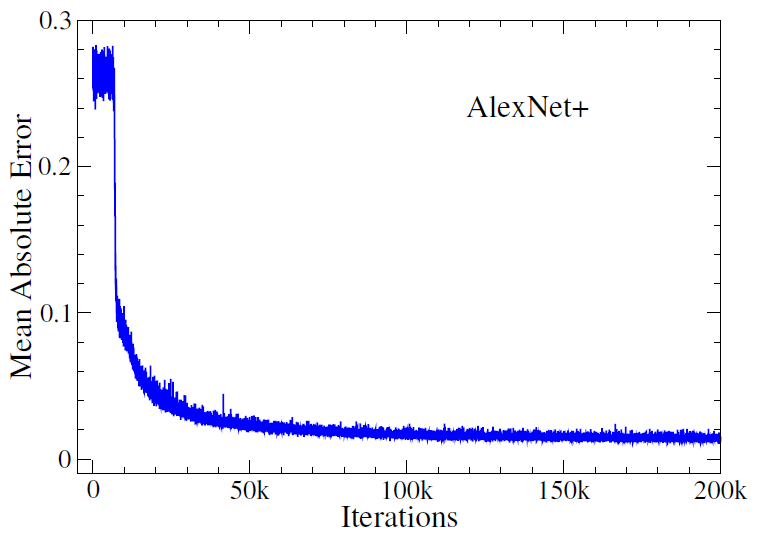 0.3
AlexNet+
0.2
Mean Absolute Error
0.1
0
0 50k 100k 150k 200k
Iterations